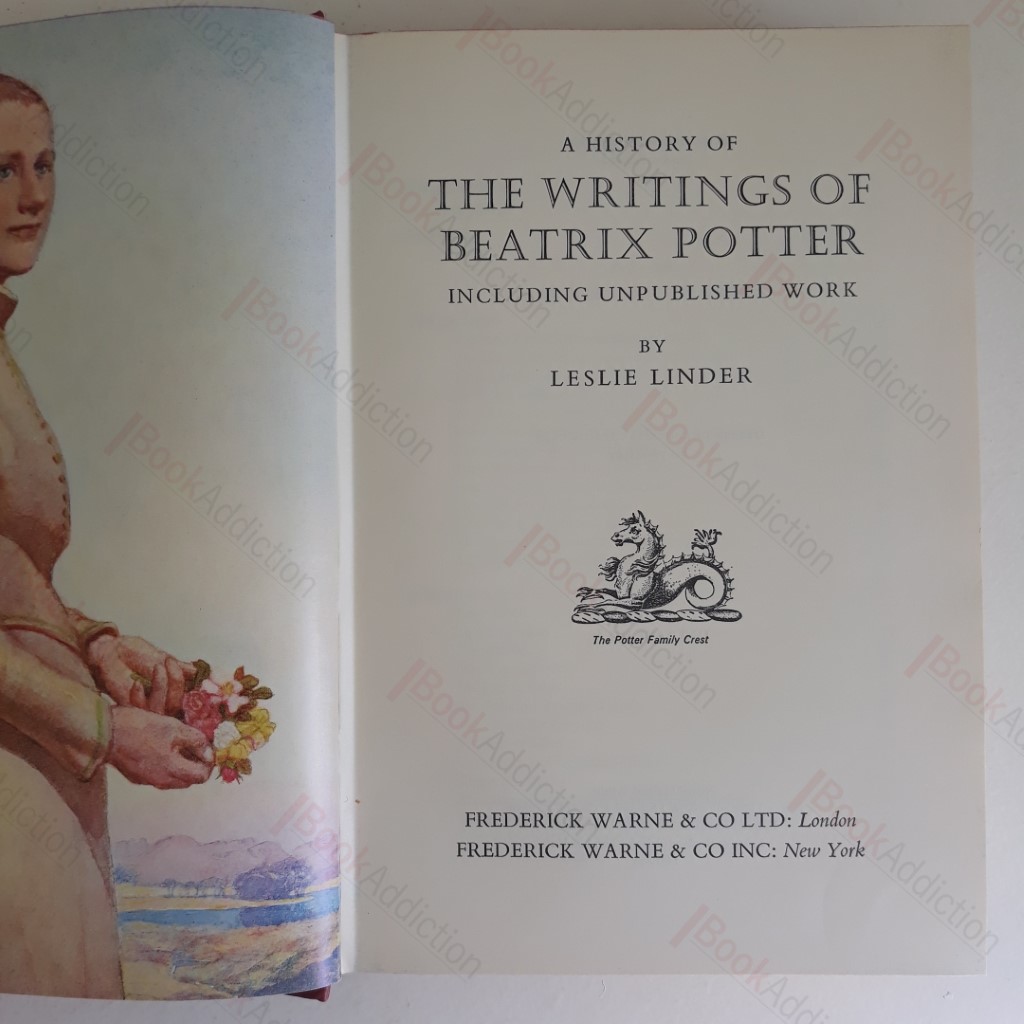 A HISTORY OF
THE WRITINGS OF
BEATRIX POTTER
INCLUDING UNPUBLISHED WORK
BY
LESLIE LINDER
The Potter Family Crest
FREDERICK WARNE & CO LTD: London
FREDERICK WARNE & CO INC: New York
BookAddiction